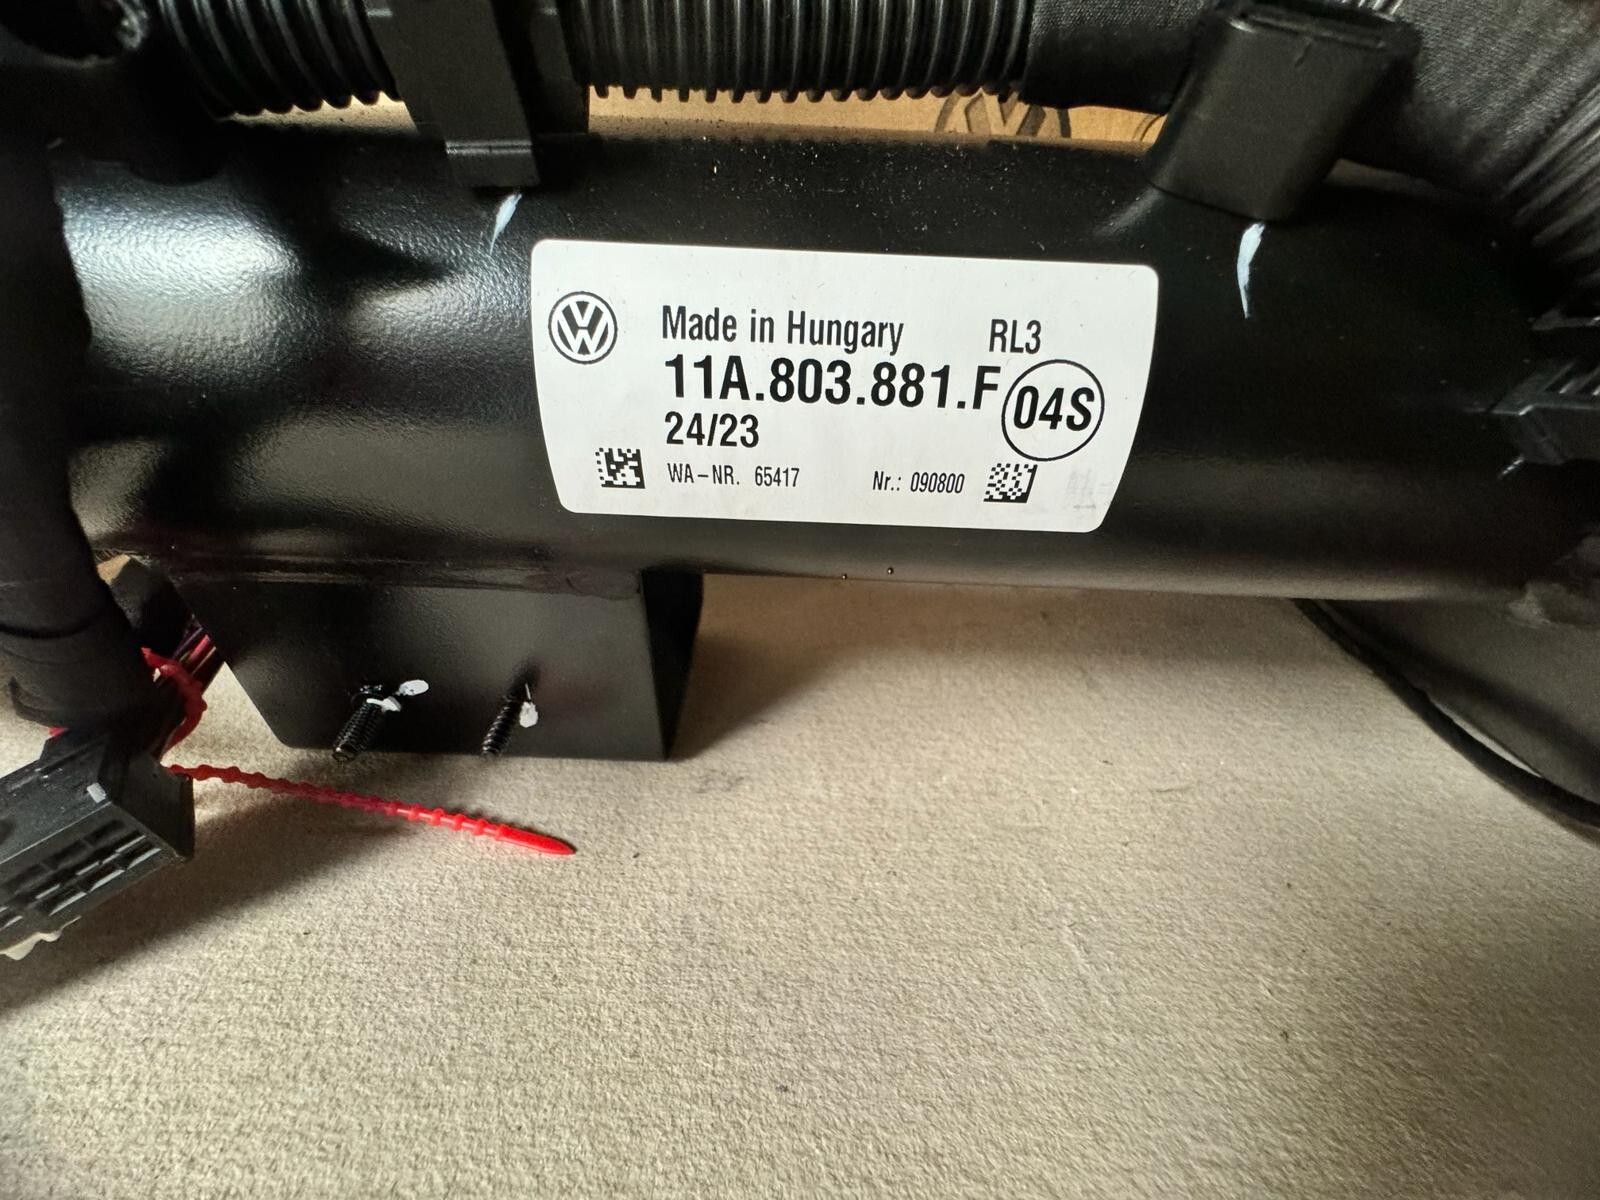 Made in Hungary RL3
11A.803.881.F 04S
24/23
WA-NR. 65417 Nr.: 090800